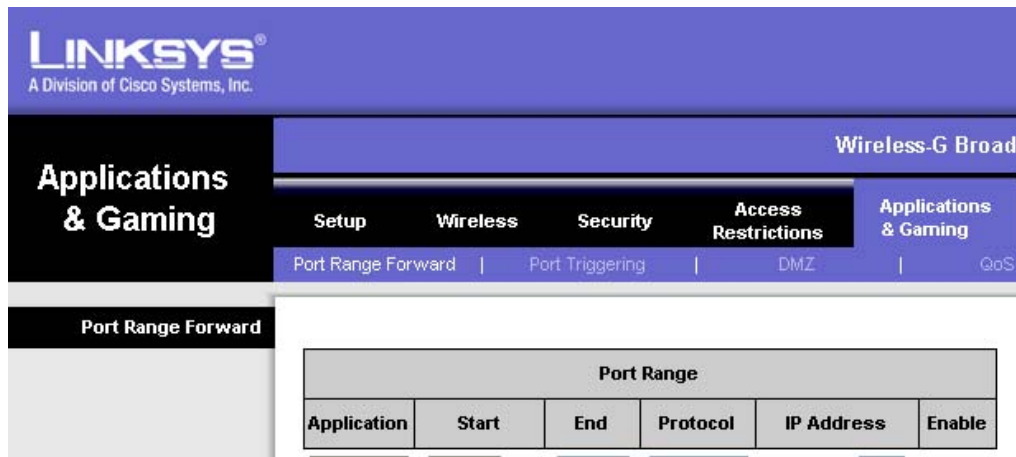 LINKSYS®
A Division of Cisco Systems, Inc.
Wireless-G Broad
Applications
& Gaming
Setup Wireless Security Access Restrictions Applications & Gaming
Port Range Forward | Port Triggering | DMZ | QoS
Port Range Forward
Port Range
Application Start End Protocol IP Address Enable